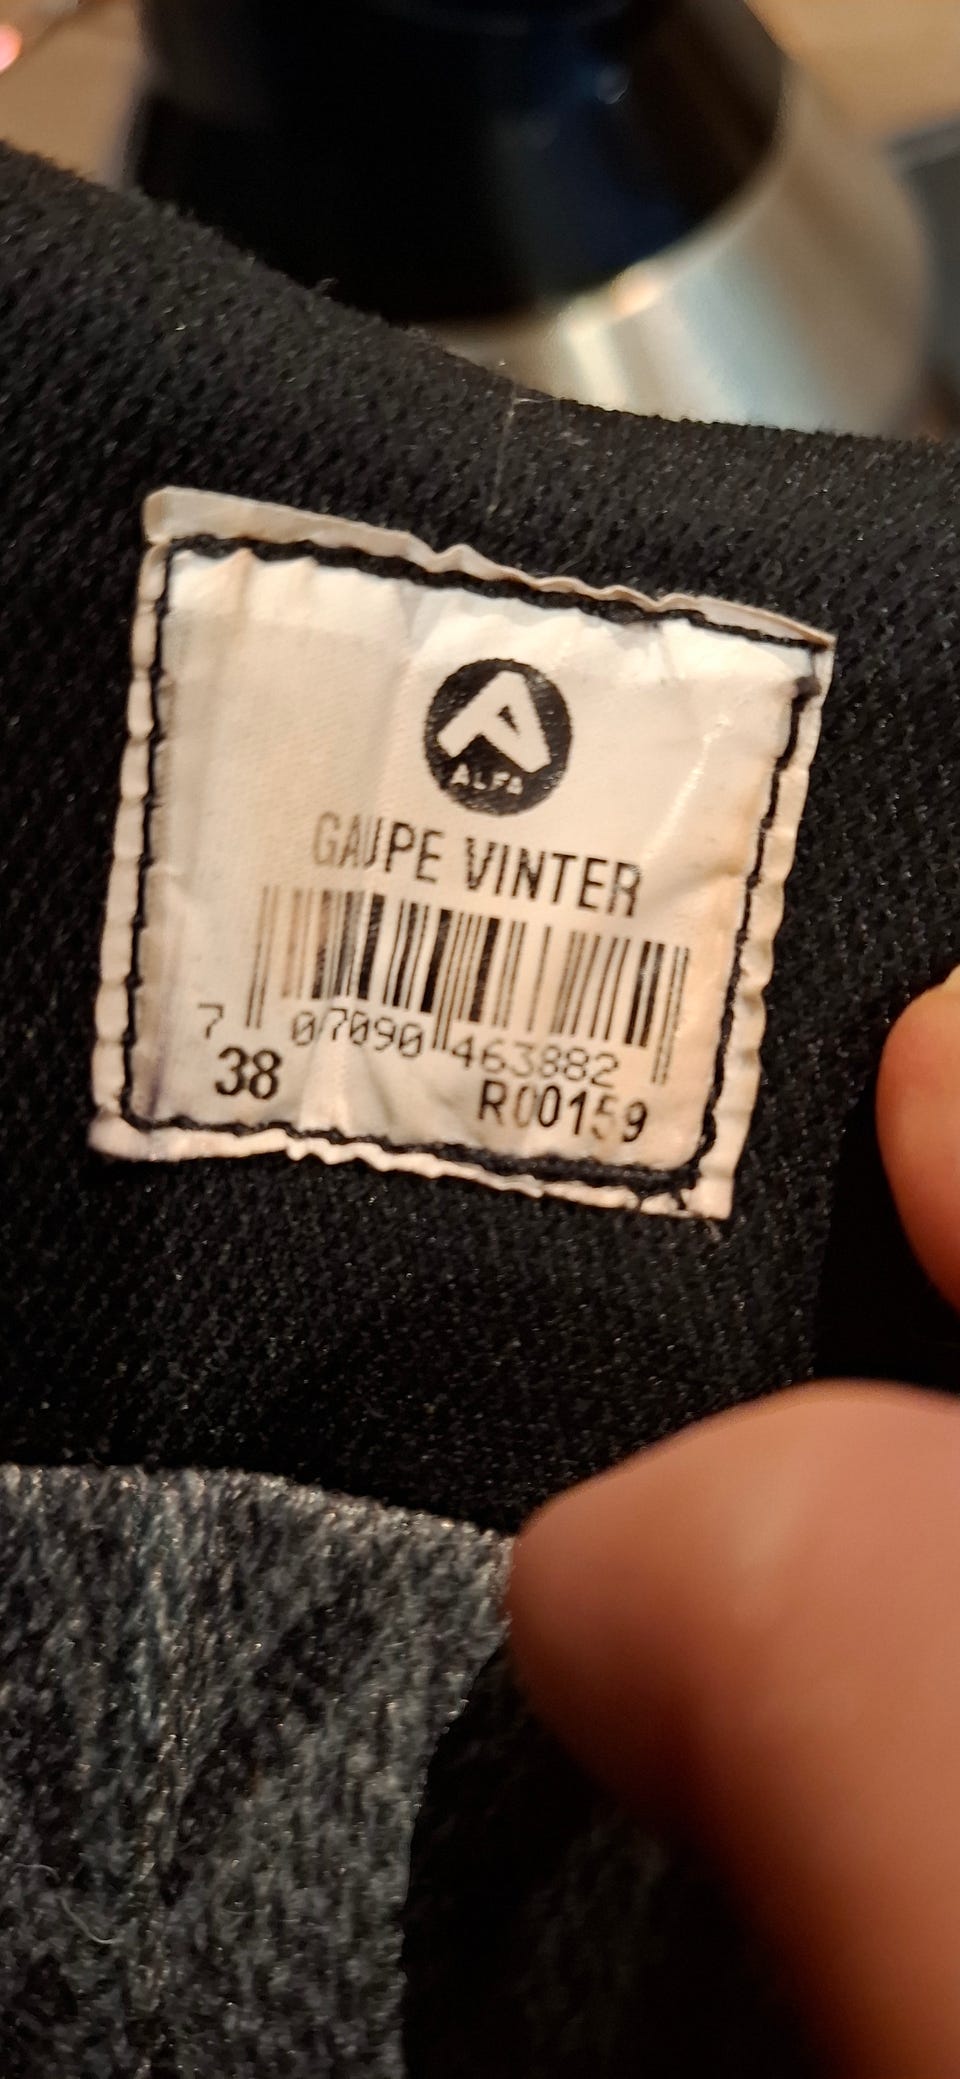 ALFA
GAUPE VINTER
7 07090 463882
38 R00159